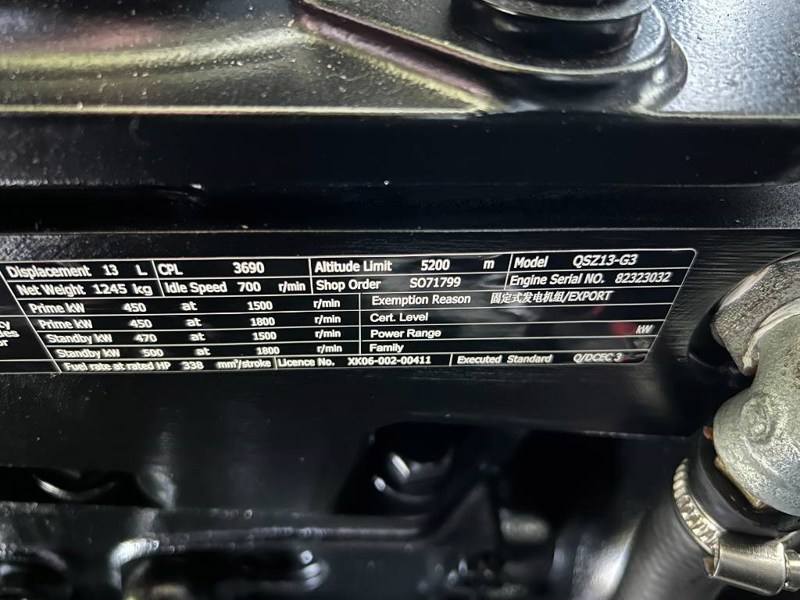 Displacement 13 L CPL 3690 Altitude Limit 5200 m Model QSZ13-G3
Net Weight 1245 kg Idle Speed 700 r/min Shop Order SO71799 Engine Serial NO. 82323032
Prime kW 450 at 1500 r/min Exemption Reason 固定式发电机组/EXPORT
Prime kW 450 at 1800 r/min Cert. Level
Standby kW 470 at 1500 r/min Power Range kW
Standby kW 500 at 1800 r/min Family
Fuel rate at rated HP 338 mm³/stroke Licence No. XK06-002-00411 Executed Standard Q/DCEC 3